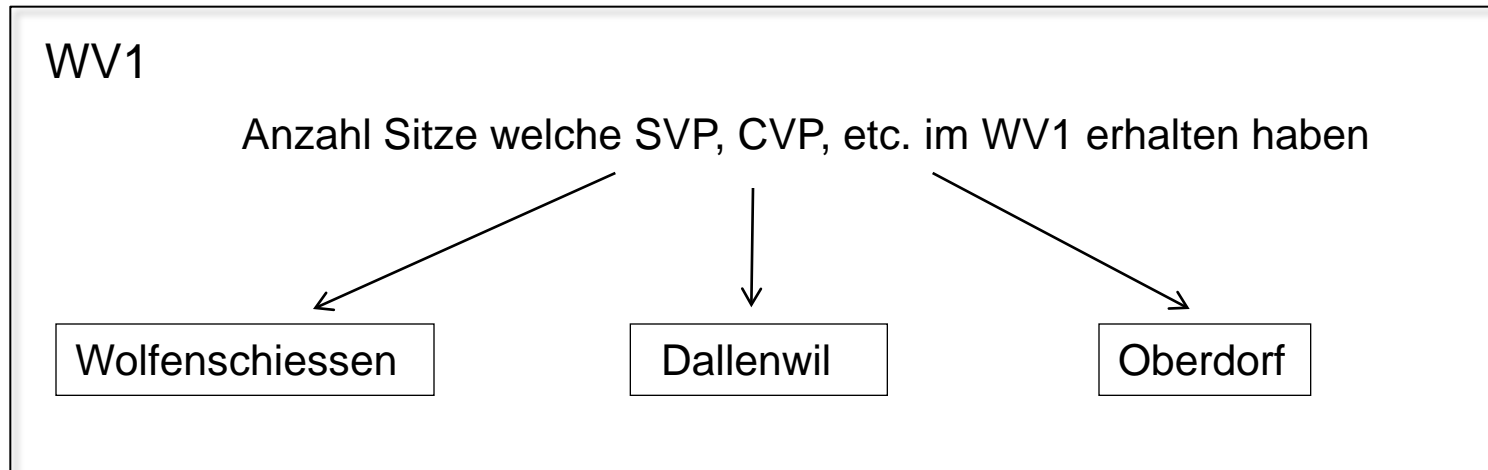 WV1
Anzahl Sitze welche SVP, CVP, etc. im WV1 erhalten haben
Wolfenschiessen
Dallenwil
Oberdorf